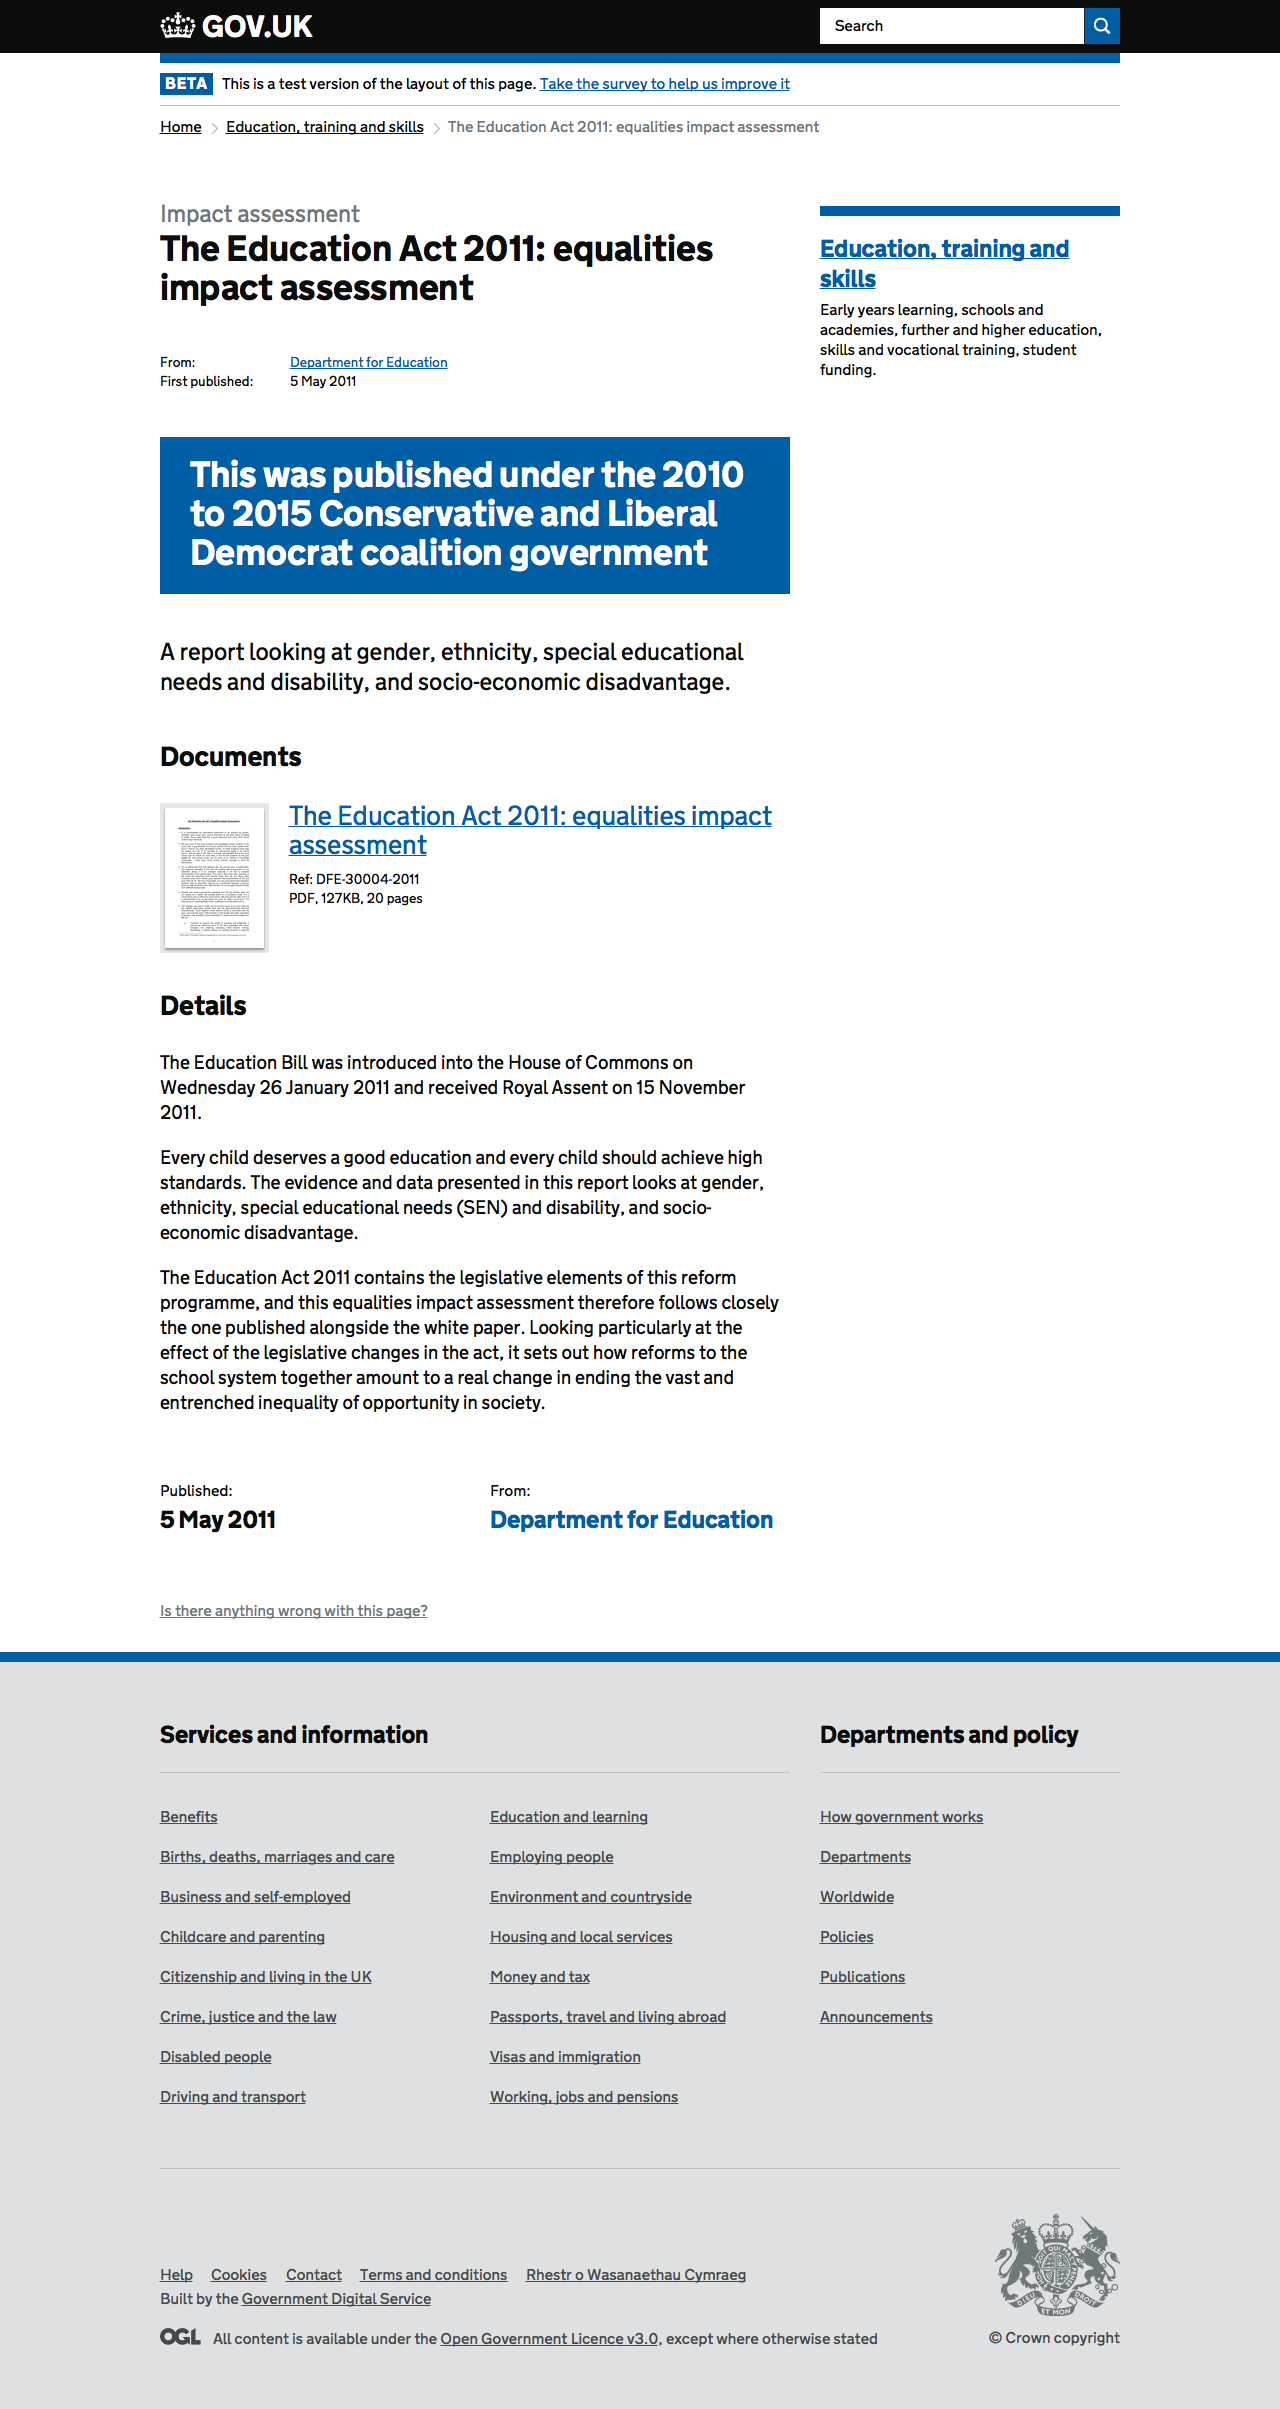 GOV.UK
Search
BETA This is a test version of the layout of this page. Take the survey to help us improve it
Home Education, training and skills The Education Act 2011: equalities impact assessment
Impact assessment
The Education Act 2011: equalities
impact assessment
From: Department for Education
First published: 5 May 2011
Education, training and
skills
Early years learning, schools and
academies, further and higher education,
skills and vocational training, student
funding.
This was published under the 2010
to 2015 Conservative and Liberal
Democrat coalition government
A report looking at gender, ethnicity, special educational
needs and disability, and socio-economic disadvantage.
Documents
The Education Act 2011: equalities impact
assessment
Ref: DFE-30004-2011
PDF, 127KB, 20 pages
Details
The Education Bill was introduced into the House of Commons on
Wednesday 26 January 2011 and received Royal Assent on 15 November
2011.
Every child deserves a good education and every child should achieve high
standards. The evidence and data presented in this report looks at gender,
ethnicity, special educational needs (SEN) and disability, and socio-
economic disadvantage.
The Education Act 2011 contains the legislative elements of this reform
programme, and this equalities impact assessment therefore follows closely
the one published alongside the white paper. Looking particularly at the
effect of the legislative changes in the act, it sets out how reforms to the
school system together amount to a real change in ending the vast and
entrenched inequality of opportunity in society.
Published: From:
5 May 2011 Department for Education
Is there anything wrong with this page?
Services and information
Benefits
Births, deaths, marriages and care
Business and self-employed
Childcare and parenting
Citizenship and living in the UK
Crime, justice and the law
Disabled people
Driving and transport
Education and learning
Employing people
Environment and countryside
Housing and local services
Money and tax
Passports, travel and living abroad
Visas and immigration
Working, jobs and pensions
Departments and policy
How government works
Departments
Worldwide
Policies
Publications
Announcements
Help Cookies Contact Terms and conditions Rhestr o Wasanaethau Cymraeg
Built by the Government Digital Service
OGL All content is available under the Open Government Licence v3.0, except where otherwise stated
© Crown copyright